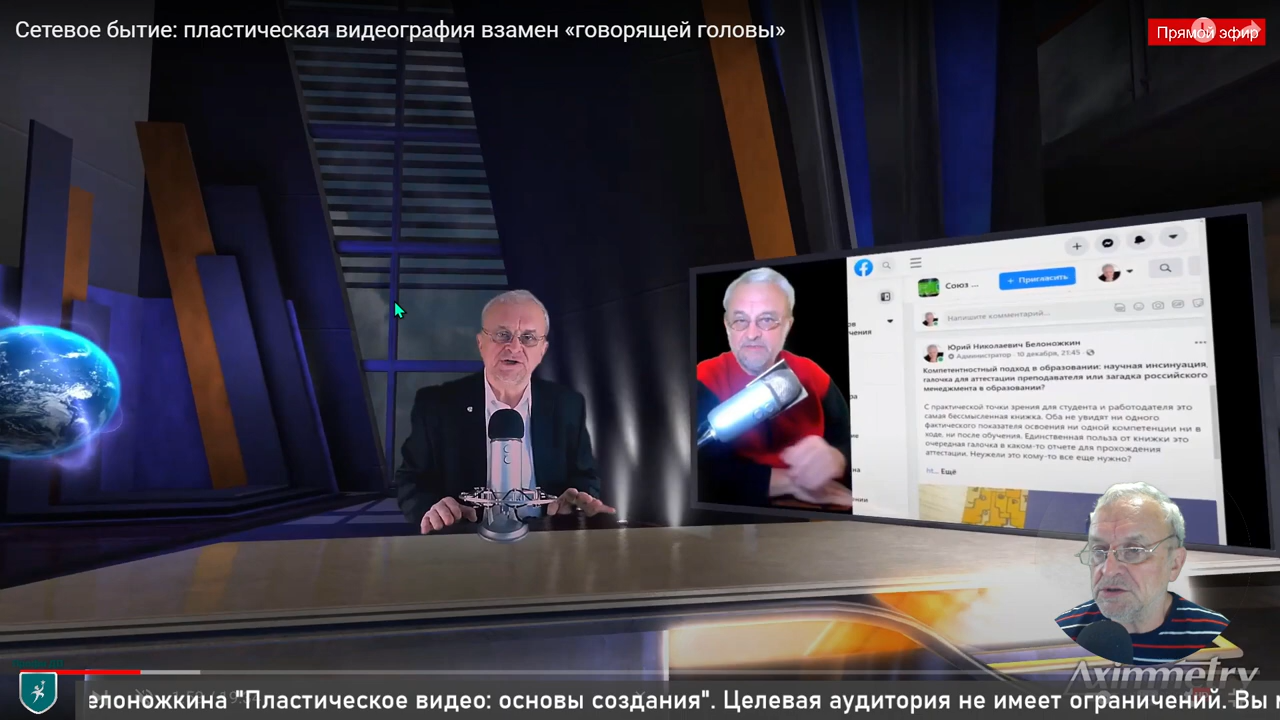 Сетевое бытие: пластическая видеография взамен «говорящей головы»
Прямой эфир
Союз ...
+ Пригласить
Напишите комментарий...
Юрий Николаевич Белоножкин
Администратор · 10 декабря, 21:45
Компетентностный подход в образовании: научная инсинуация,
галочка для аттестации преподавателя или загадка российского
менеджмента в образовании?
С практической точки зрения для студента и работодателя это
самая бессмысленная книжка. Оба не увидят ни одного
фактического показателя освоения ни одной компетенции ни в
ходе, ни после обучения. Единственная польза от книжки это
очередная галочка в каком-то отчете для прохождения
аттестации. Неужели это кому-то все еще нужно?
Ещё
Aximmetry
елоножкина "Пластическое видео: основы создания". Целевая аудитория не имеет ограничений. Вы